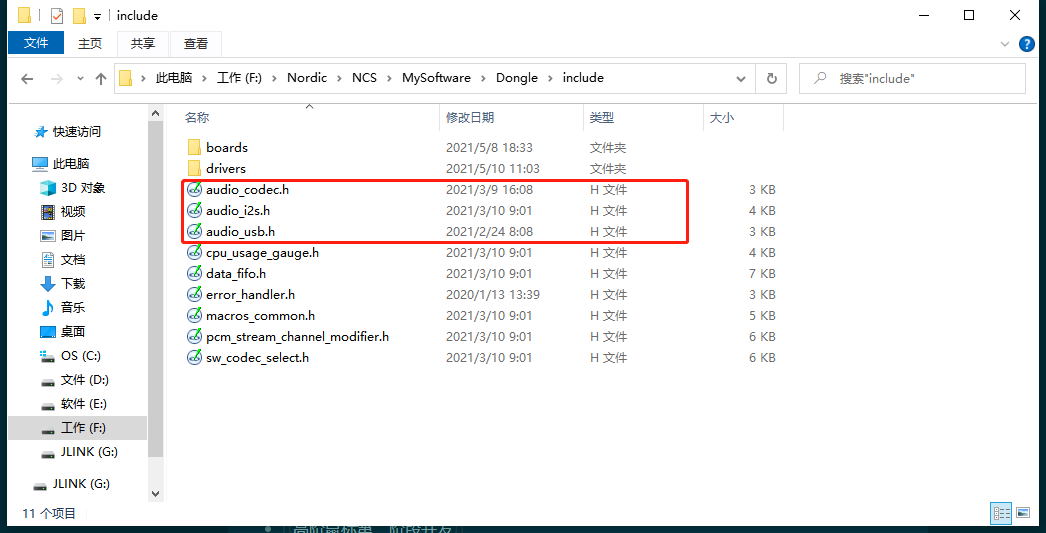 include
文件 主页 共享 查看
此电脑 工作 (F:) Nordic NCS MySoftware Dongle include
搜索"include"
快速访问
此电脑
3D 对象
视频
图片
文档
下载
音乐
桌面
OS (C:)
文件 (D:)
软件 (E:)
工作 (F:)
JLINK (G:)
JLINK (G:)
名称 修改日期 类型 大小
boards 2021/5/8 18:33 文件夹
drivers 2021/5/10 11:03 文件夹
audio_codec.h 2021/3/9 16:08 H 文件 3 KB
audio_i2s.h 2021/3/10 9:01 H 文件 4 KB
audio_usb.h 2021/2/24 8:08 H 文件 3 KB
cpu_usage_gauge.h 2021/3/10 9:01 H 文件 4 KB
data_fifo.h 2021/3/10 9:01 H 文件 7 KB
error_handler.h 2020/1/13 13:39 H 文件 3 KB
macros_common.h 2021/3/10 9:01 H 文件 5 KB
pcm_stream_channel_modifier.h 2021/3/10 9:01 H 文件 6 KB
sw_codec_select.h 2021/3/10 9:01 H 文件 6 KB
11 个项目